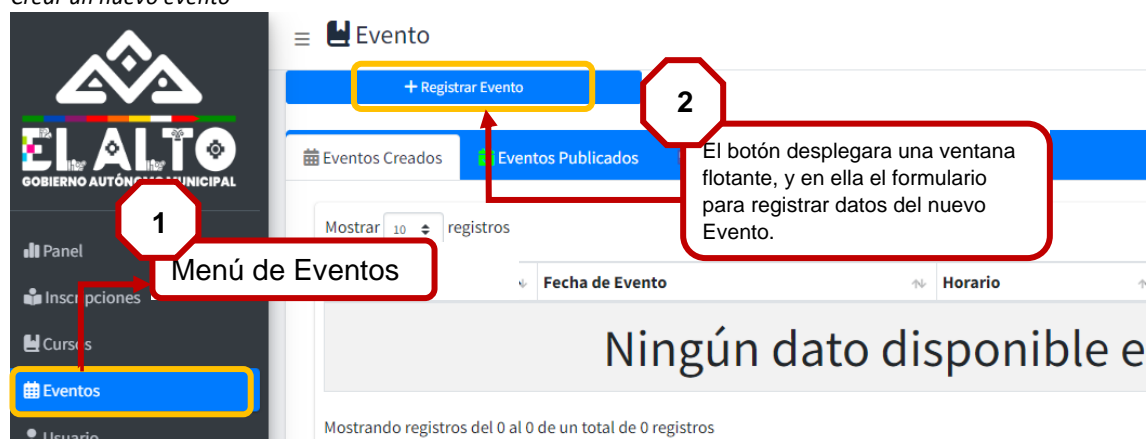 Crear un nuevo evento
Evento
+ Registrar Evento
2
EL ALTO
GOBIERNO AUTÓNOMO MUNICIPAL
Eventos Creados
Eventos Publicados
El botón desplegara una ventana
flotante, y en ella el formulario
para registrar datos del nuevo
Evento.
1
Menú de Eventos
Mostrar 10 registros
Panel
Inscripciones
Fecha de Evento
Horario
Cursos
Ningún dato disponible e
Eventos
Mostrando registros del 0 al 0 de un total de 0 registros
Usuario